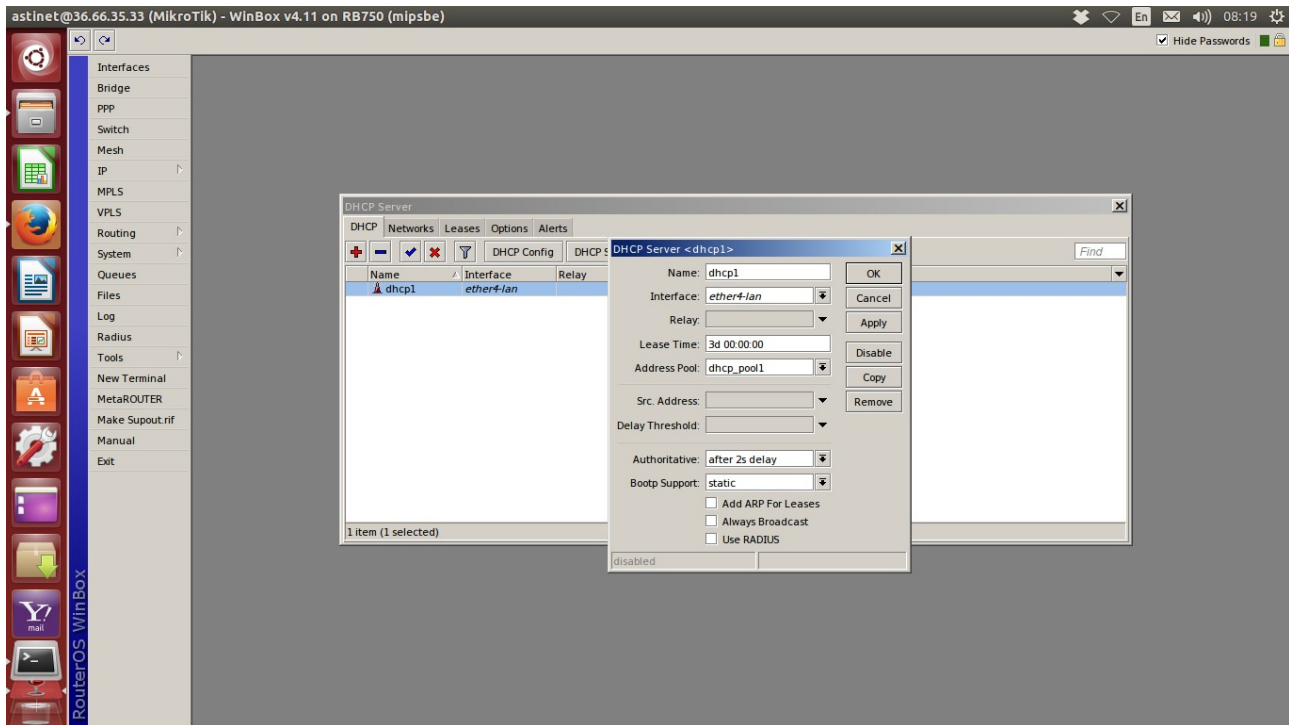 astinet@36.66.35.33 (MikroTik) - WinBox v4.11 on RB750 (mipsbe)
En
08:19
Hide Passwords
Interfaces
Bridge
PPP
Switch
Mesh
IP
MPLS
VPLS
Routing
System
Queues
Files
Log
Radius
Tools
New Terminal
MetaROUTER
Make Supout.rif
Manual
Exit
RouterOS WinBox
Y!
mail
DHCP Server
DHCP Networks Leases Options Alerts
DHCP Config DHCP S
Find
Name Interface Relay
dhcp1 ether4-lan
1 item (1 selected)
DHCP Server <dhcp1>
Name: dhcp1
Interface: ether4-lan
Relay:
Lease Time: 3d 00:00:00
Address Pool: dhcp_pool1
Src. Address:
Delay Threshold:
Authoritative: after 2s delay
Bootp Support: static
Add ARP For Leases
Always Broadcast
Use RADIUS
disabled
OK
Cancel
Apply
Disable
Copy
Remove